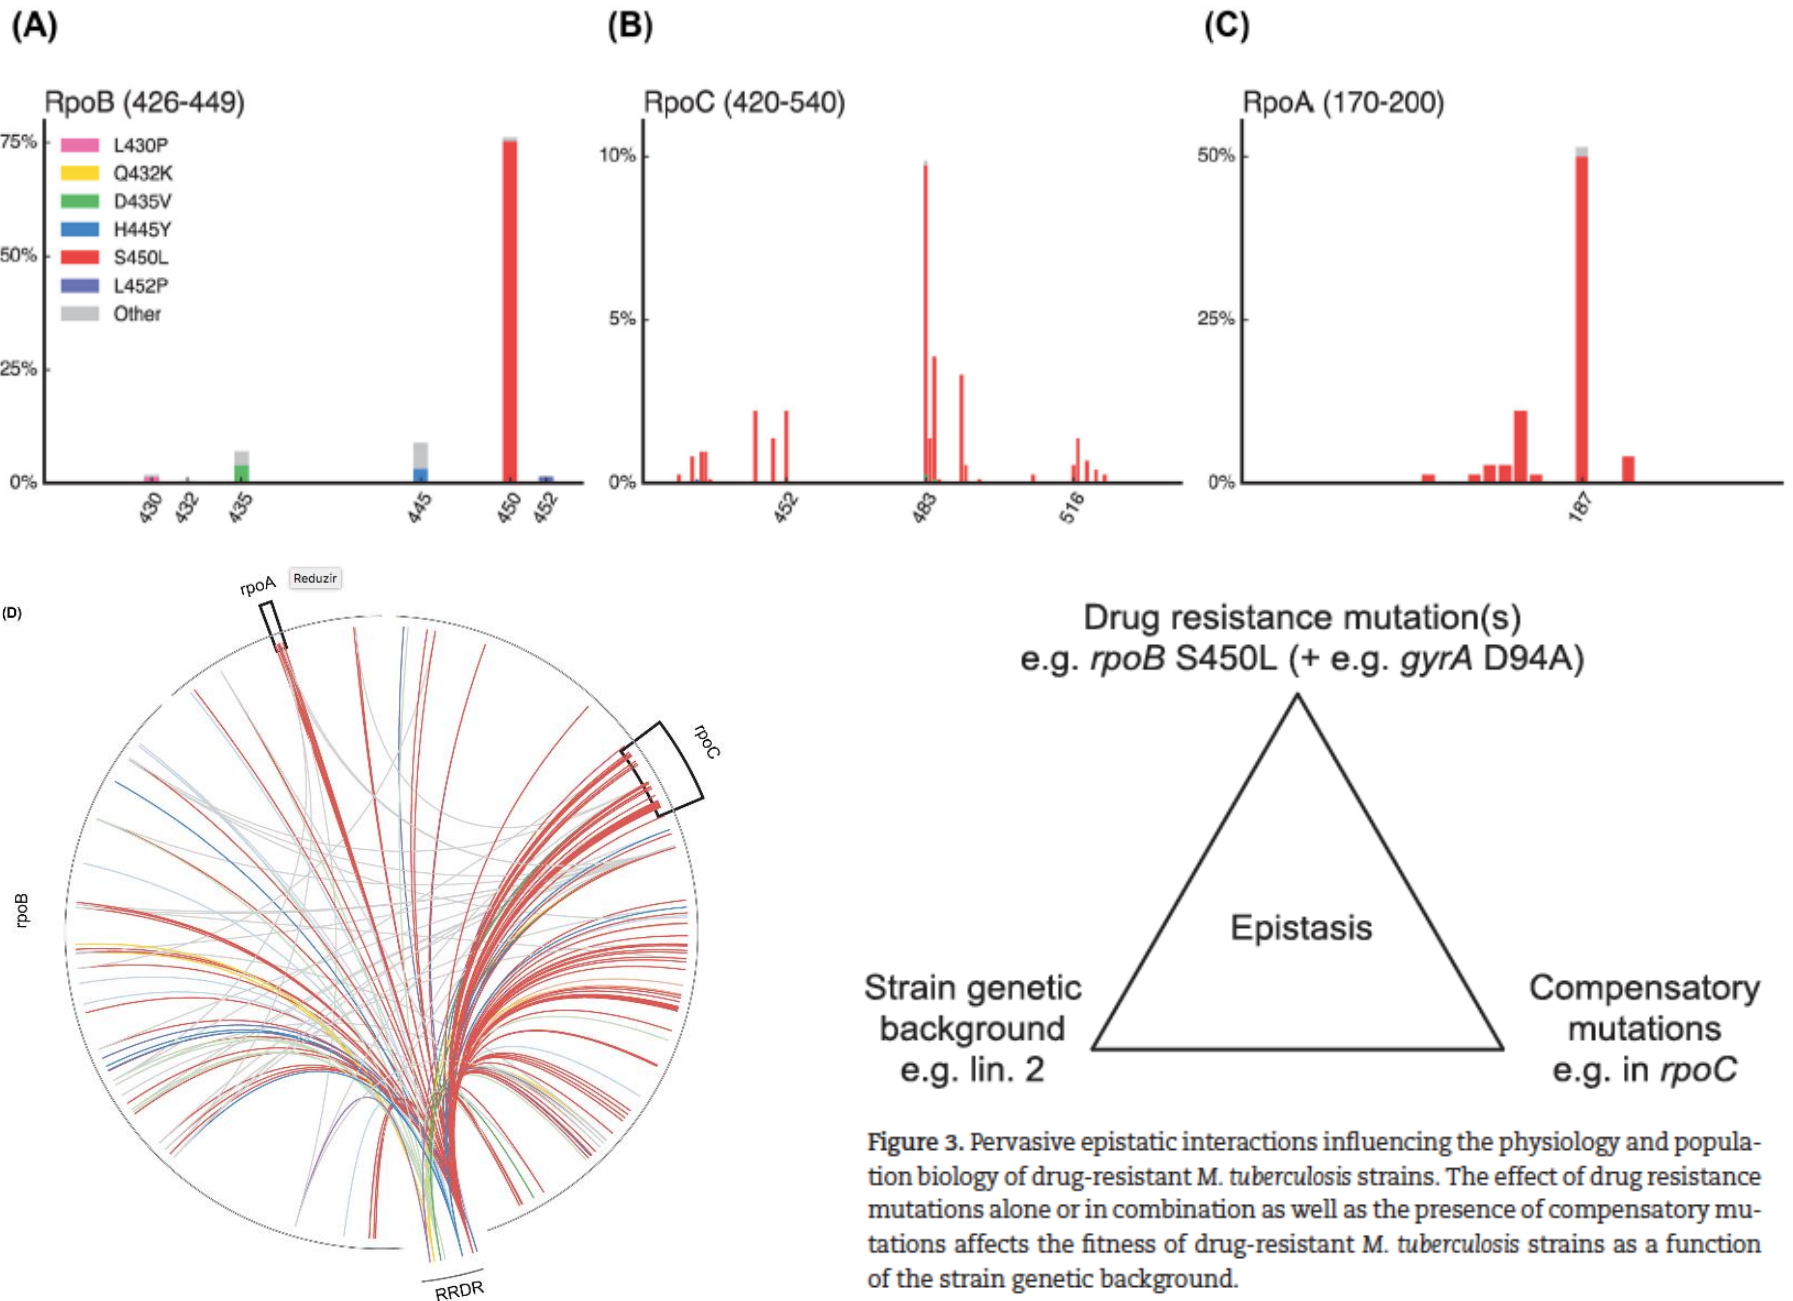 (A)
RpoB (426-449)
75%
50%
25%
0%
L430P
Q432K
D435V
H445Y
S450L
L452P
Other
430
432
435
445
450
452
(B)
RpoC (420-540)
10%
5%
0%
452
483
516
(C)
RpoA (170-200)
50%
25%
0%
187
(D)
rpoA
Reduzir
rpoC
rpoB
RRDR
Drug resistance mutation(s)
e.g. rpoB S450L (+ e.g. gyrA D94A)
Epistasis
Strain genetic
background
e.g. lin. 2
Compensatory
mutations
e.g. in rpoC
Figure 3. Pervasive epistatic interactions influencing the physiology and popula-
tion biology of drug-resistant M. tuberculosis strains. The effect of drug resistance
mutations alone or in combination as well as the presence of compensatory mu-
tations affects the fitness of drug-resistant M. tuberculosis strains as a function
of the strain genetic background.